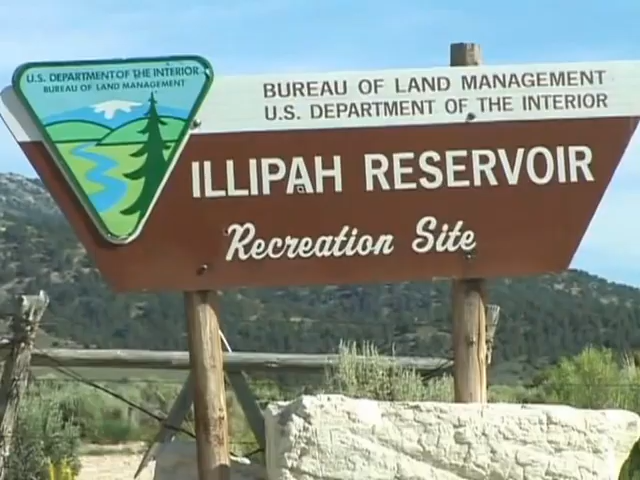 U.S. DEPARTMENT OF THE INTERIOR
BUREAU OF LAND MANAGEMENT
BUREAU OF LAND MANAGEMENT
U.S. DEPARTMENT OF THE INTERIOR
ILLIPAH RESERVOIR
Recreation Site